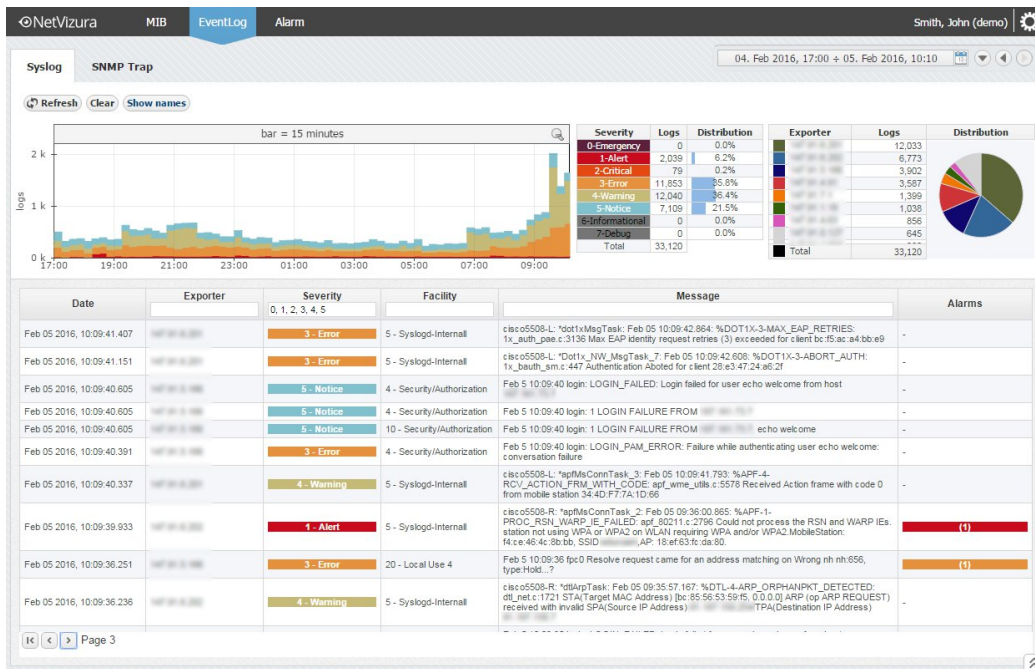 NetVizura MIB EventLog Alarm Smith, John (demo)
Syslog SNMP Trap 04. Feb 2016, 17:00 ÷ 05. Feb 2016, 10:10
Refresh Clear Show names
bar = 15 minutes
logs
2 k
1 k
0 k
17:00 19:00 21:00 23:00 01:00 03:00 05:00 07:00 09:00
Severity Logs Distribution
0-Emergency 0 0.0%
1-Alert 2,039 6.2%
2-Critical 79 0.2%
3-Error 11,853 35.8%
4-Warning 12,040 36.4%
5-Notice 7,109 21.5%
6-Informational 0 0.0%
7-Debug 0 0.0%
Total 33,120
Exporter Logs Distribution
12,033
6,773
3,902
3,587
1,399
1,038
856
645
Total 33,120
Date Exporter Severity Facility Message Alarms
0, 1, 2, 3, 4, 5
Feb 05 2016, 10:09:41.407 3 - Error 5 - Syslogd-Internall
cisco5508-L: *dot1xMsgTask: Feb 05 10:09:42.864: %DOT1X-3-MAX_EAP_RETRIES:
1x_auth_pae.c:3136 Max EAP identity request retries (3) exceeded for client bc:f5:ac:a4:bb:e9
-
Feb 05 2016, 10:09:41.151 3 - Error 5 - Syslogd-Internall
cisco5508-L: *Dot1x_NW_MsgTask_7: Feb 05 10:09:42.608: %DOT1X-3-ABORT_AUTH:
1x_bauth_sm.c:447 Authentication Aboted for client 28:e3:47:24:a6:2f
-
Feb 05 2016, 10:09:40.605 5 - Notice 4 - Security/Authorization
Feb 5 10:09:40 login: LOGIN_FAILED: Login failed for user echo welcome from host
-
Feb 05 2016, 10:09:40.605 5 - Notice 4 - Security/Authorization Feb 5 10:09:40 login: 1 LOGIN FAILURE FROM -
Feb 05 2016, 10:09:40.605 5 - Notice 10 - Security/Authorization Feb 5 10:09:40 login: 1 LOGIN FAILURE FROM echo welcome -
Feb 05 2016, 10:09:40.391 3 - Error 4 - Security/Authorization
Feb 5 10:09:40 login: LOGIN_PAM_ERROR: Failure while authenticating user echo welcome:
conversation failure
-
Feb 05 2016, 10:09:40.337 4 - Warning 5 - Syslogd-Internall
cisco5508-L: *apfMsConnTask_3: Feb 05 10:09:41.793: %APF-4-
RCV_ACTION_FRM_WITH_CODE: apf_wme_utils.c:5578 Received Action frame with code 0
from mobile station 34:4D:F7:7A:1D:66
-
Feb 05 2016, 10:09:39.933 1 - Alert 5 - Syslogd-Internall
cisco5508-R: *apfMsConnTask_2: Feb 05 09:36:00.865: %APF-1-
PROC_RSN_WARP_IE_FAILED: apf_80211.c:2796 Could not process the RSN and WARP IEs.
station not using WPA or WPA2 on WLAN requiring WPA and/or WPA2.MobileStation:
f4:ce:46:4c:8b:bb, SSID ,AP: 18:ef:63:fc:da:80.
(1)
Feb 05 2016, 10:09:36.251 3 - Error 20 - Local Use 4
Feb 5 10:09:36 fpc0 Resolve request came for an address matching on Wrong nh nh:656,
type:Hold...?
(1)
Feb 05 2016, 10:09:36.236 4 - Warning 5 - Syslogd-Internall
cisco5508-R: *dtlArpTask: Feb 05 09:35:57.167: %DTL-4-ARP_ORPHANPKT_DETECTED:
dtl_net.c:1721 STA(Target MAC Address) [bc:85:56:53:59:f5, 0.0.0.0] ARP (op ARP REQUEST)
received with invalid SPA(Source IP Address) TPA(Destination IP Address)
-
Page 3